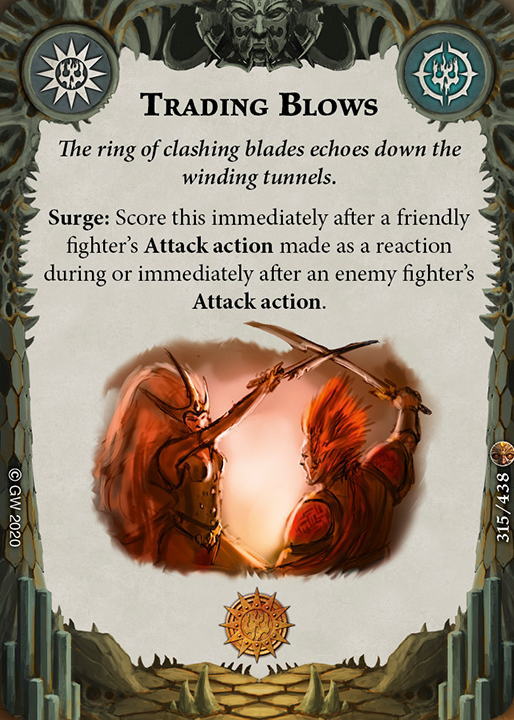 Trading Blows
The ring of clashing blades echoes down the
winding tunnels.
Surge: Score this immediately after a friendly
fighter's Attack action made as a reaction
during or immediately after an enemy fighter's
Attack action.
© GW 2020
315/438